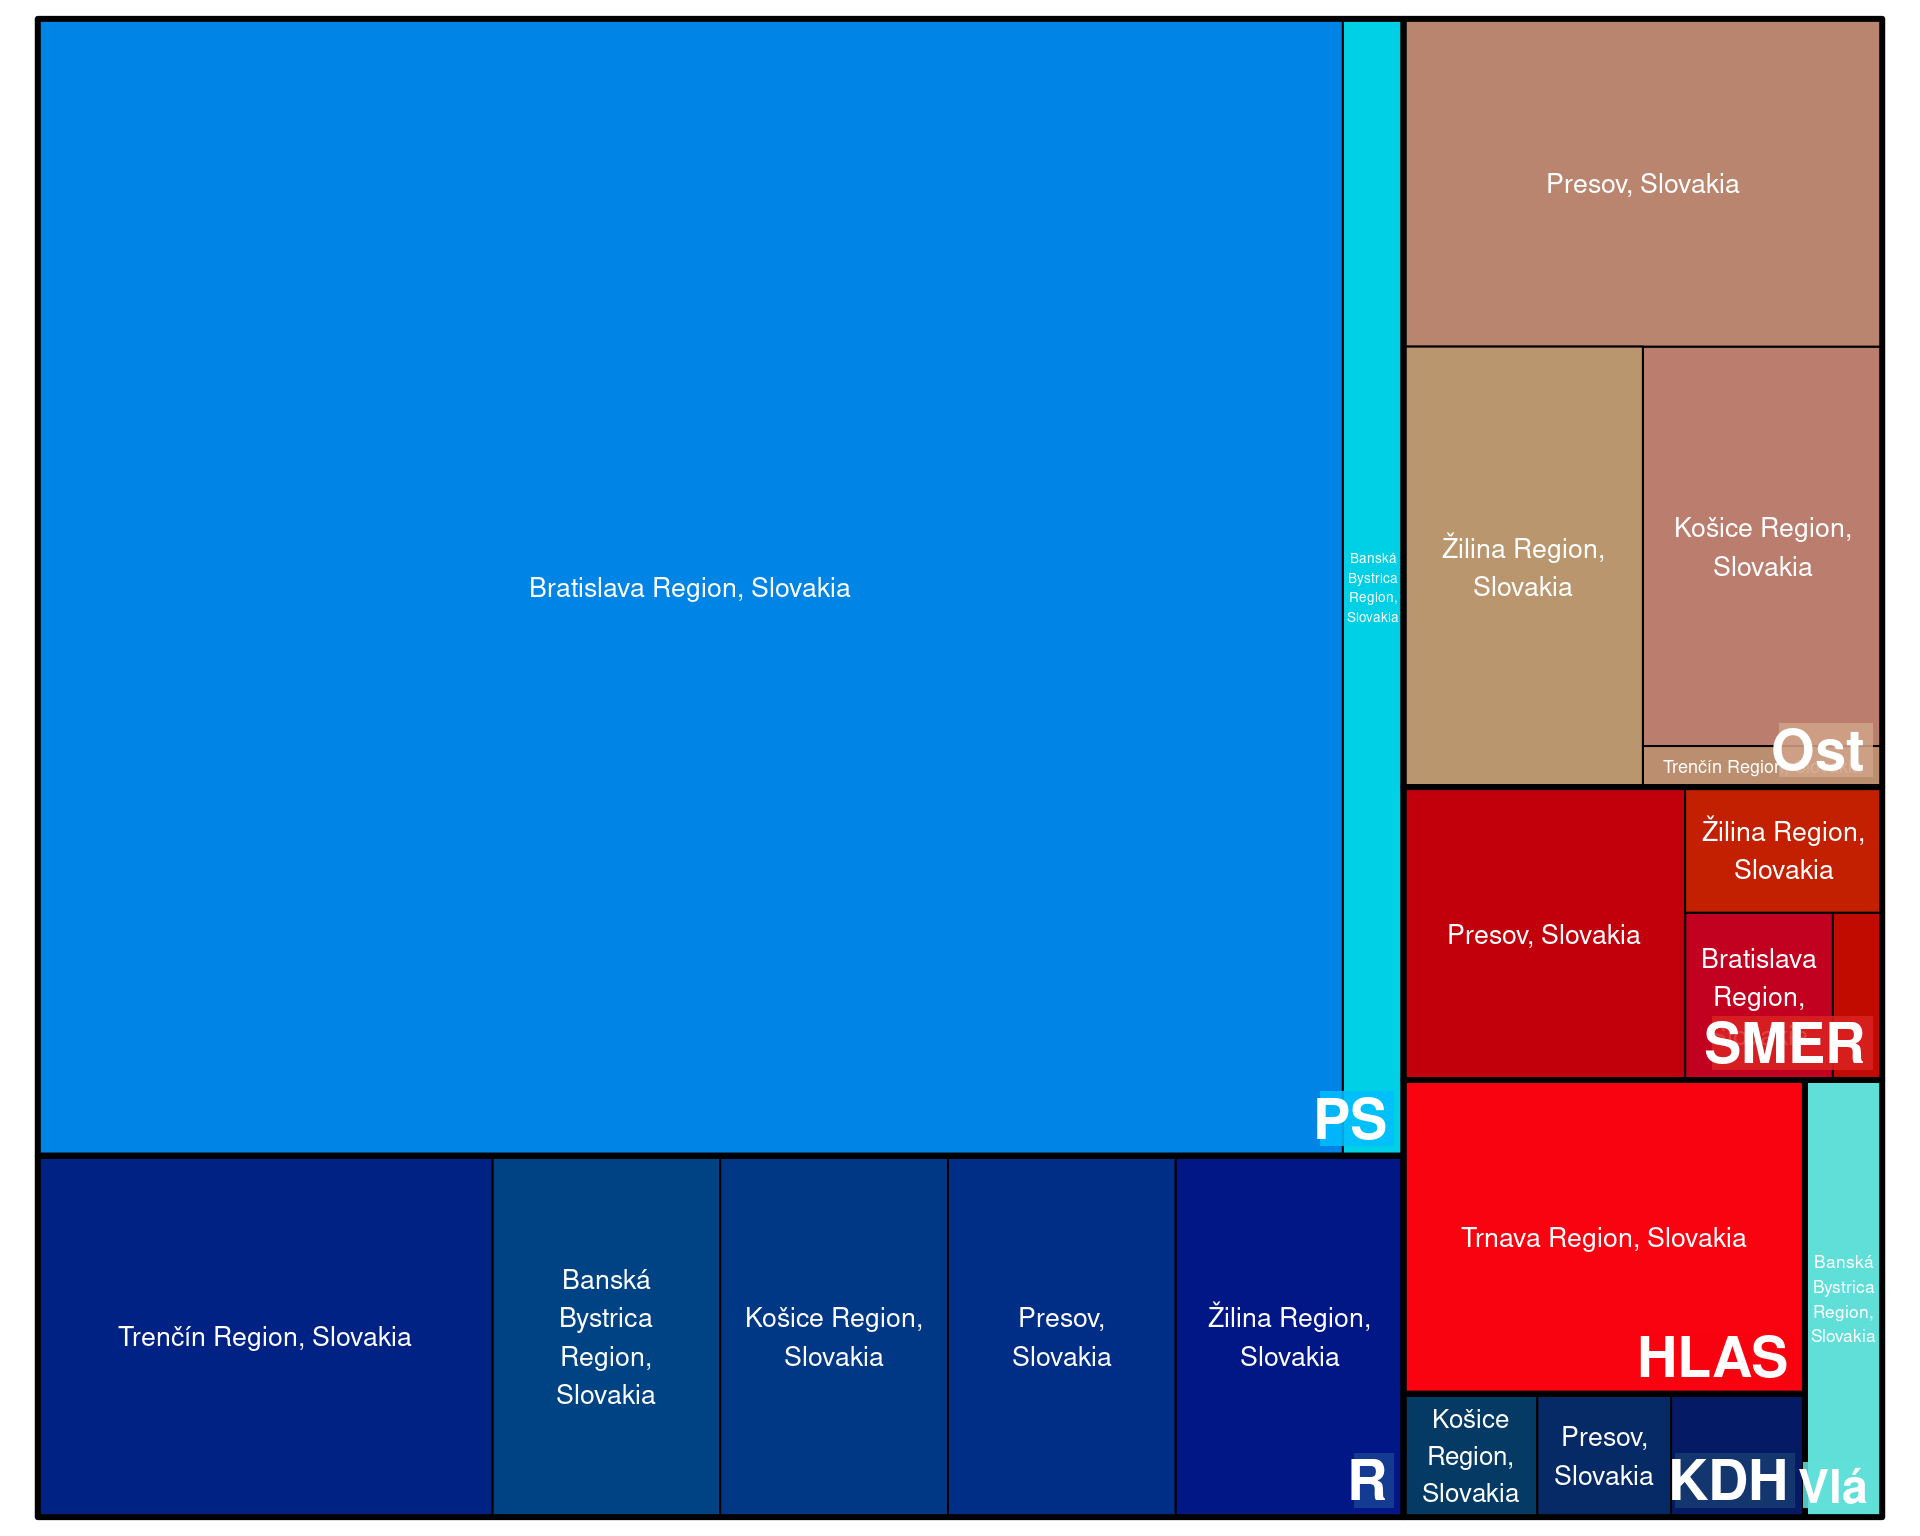 Bratislava Region, Slovakia
Banská
Bystrica
Region,
Slovakia
PS
Trenčín Region, Slovakia
Banská
Bystrica
Region,
Slovakia
Košice Region,
Slovakia
Presov,
Slovakia
Žilina Region,
Slovakia
R
Presov, Slovakia
Žilina Region,
Slovakia
Košice Region,
Slovakia
Trenčín Region
Ost
Presov, Slovakia
Žilina Region,
Slovakia
Bratislava
Region,
SMER
Trnava Region, Slovakia
HLAS
Košice
Region,
Slovakia
Presov,
Slovakia
KDH
Banská
Bystrica
Region,
Slovakia
Vlá